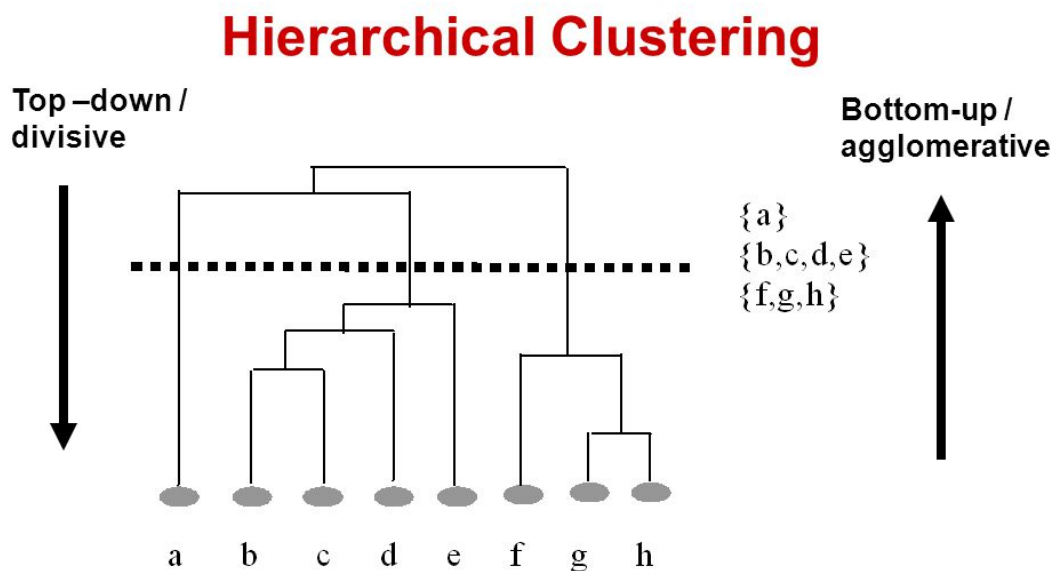 Hierarchical Clustering
Top –down /
divisive
Bottom-up /
agglomerative
{a}
{b,c,d,e}
{f,g,h}
a b c d e f g h